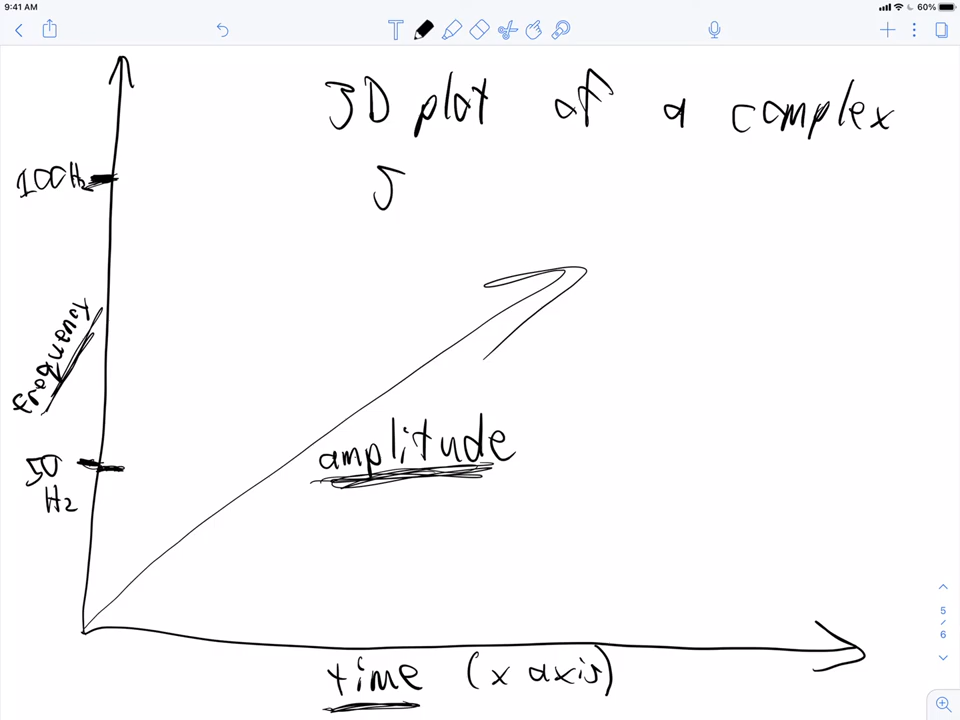 9:41 AM
60%
T
3D plot of a complex
S
100Hz
frequency
amplitude
50
Hz
5
/
6
time (x axis)